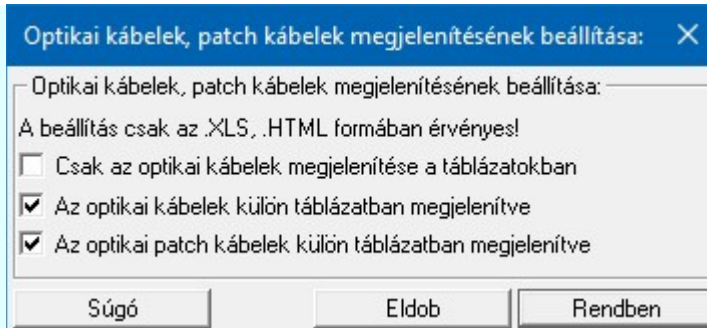 Optikai kábelek, patch kábelek megjelenítésének beállítása:
Optikai kábelek, patch kábelek megjelenítésének beállítása:
A beállítás csak az .XLS, .HTML formában érvényes!
Csak az optikai kábelek megjelenítése a táblázatokban
Az optikai kábelek külön táblázatban megjelenítve
Az optikai patch kábelek külön táblázatban megjelenítve
Súgó Eldob Rendben